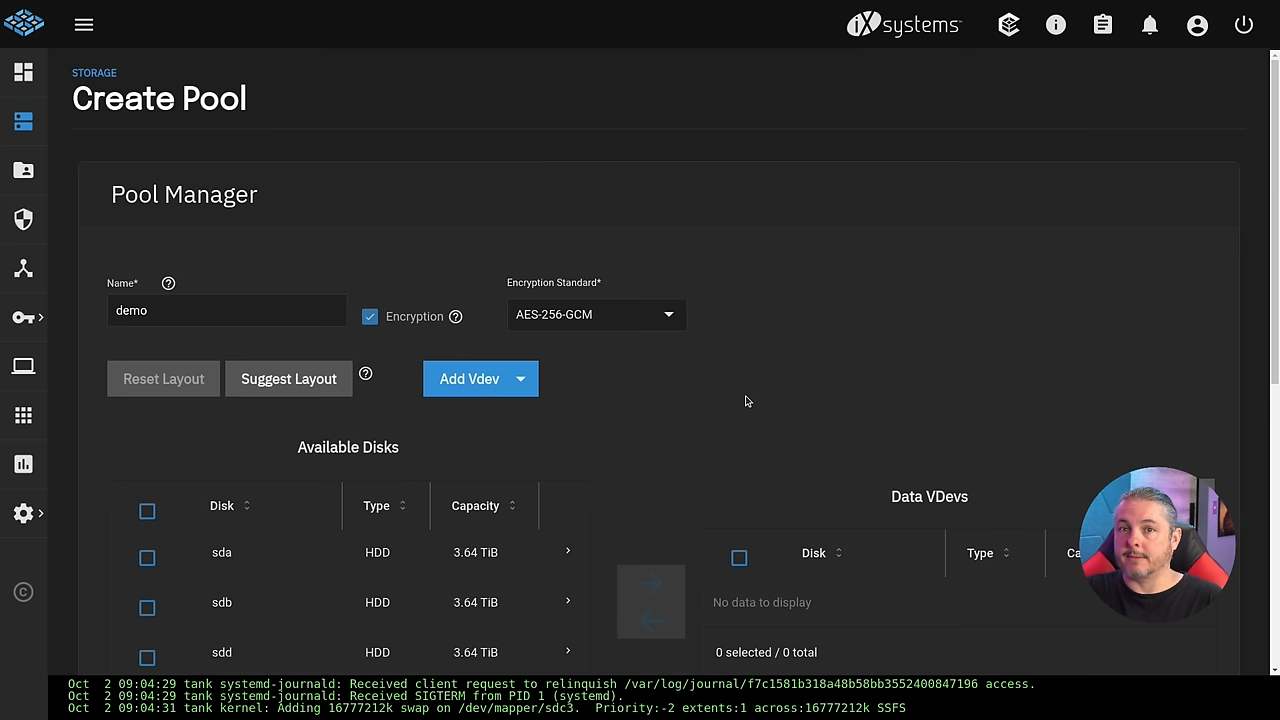 iXsystems
STORAGE
Create Pool
Pool Manager
Name*
Encryption Standard*
demo
Encryption
AES-256-GCM
Reset Layout
Suggest Layout
Add Vdev
Available Disks
Data VDevs
Disk Type Capacity
Disk Type Ca
sda HDD 3.64 TiB
sdb HDD 3.64 TiB
No data to display
sdd HDD 3.64 TiB
0 selected / 0 total
Oct  2 09:04:29 tank systemd-journald: Received client request to relinquish /var/log/journal/f7c1581b318a48b58bb3552400847196 access.
Oct  2 09:04:29 tank systemd-journald: Received SIGTERM from PID 1 (systemd).
Oct  2 09:04:31 tank kernel: Adding 16777212k swap on /dev/mapper/sdc3.  Priority:-2 extents:1 across:16777212k SSFS